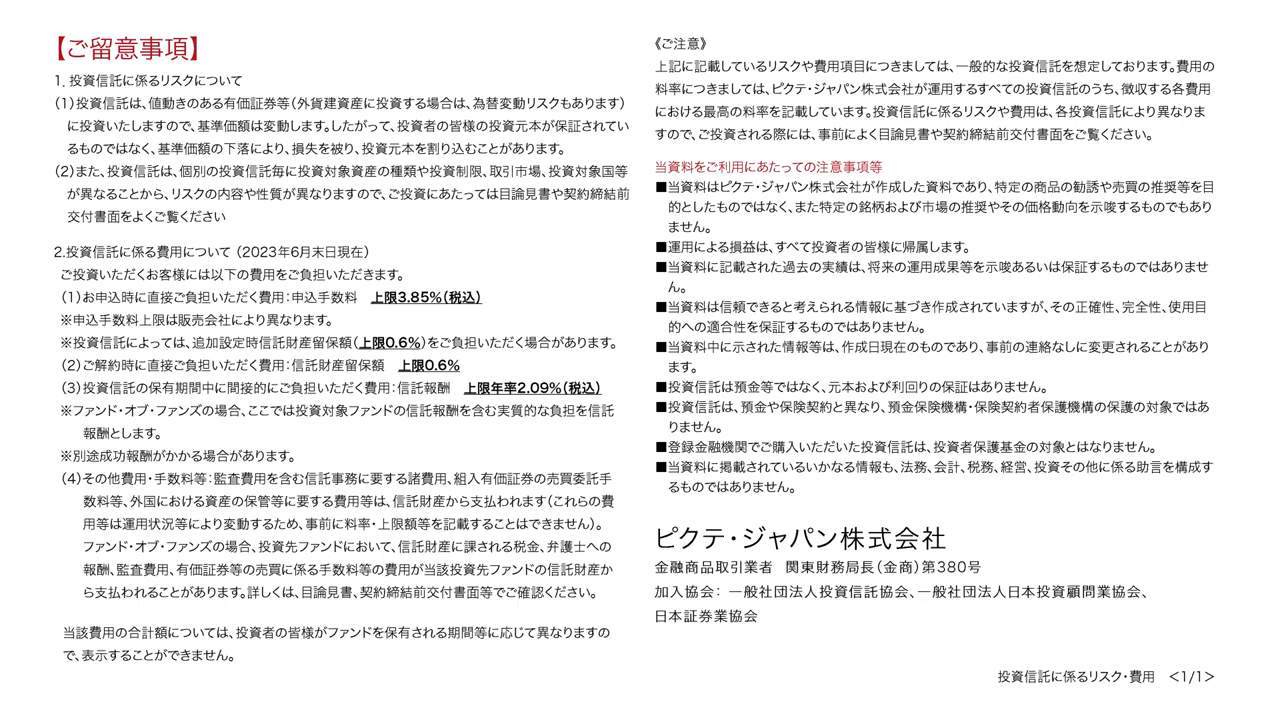 【ご留意事項】
1. 投資信託に係るリスクについて
（1）投資信託は、値動きのある有価証券等（外貨建資産に投資する場合は、為替変動リスクもあります）
に投資いたしますので、基準価額は変動します。したがって、投資者の皆様の投資元本が保証されてい
るものではなく、基準価額の下落により、損失を被り、投資元本を割り込むことがあります。
（2）また、投資信託は、個別の投資信託毎に投資対象資産の種類や投資制限、取引市場、投資対象国等
が異なることから、リスクの内容や性質が異なりますので、ご投資にあたっては目論見書や契約締結前
交付書面をよくご覧ください
2.投資信託に係る費用について（2023年6月末日現在）
ご投資いただくお客様には以下の費用をご負担いただきます。
（1）お申込時に直接ご負担いただく費用：申込手数料　上限3.85％（税込）
※申込手数料上限は販売会社により異なります。
※投資信託によっては、追加設定時信託財産留保額（上限0.6％）をご負担いただく場合があります。
（2）ご解約時に直接ご負担いただく費用：信託財産留保額　上限0.6％
（3）投資信託の保有期間中に間接的にご負担いただく費用：信託報酬　上限年率2.09％（税込）
※ファンド・オブ・ファンズの場合、ここでは投資対象ファンドの信託報酬を含む実質的な負担を信託
報酬とします。
※別途成功報酬がかかる場合があります。
（4）その他費用・手数料等：監査費用を含む信託事務に要する諸費用、組入有価証券の売買委託手
数料等、外国における資産の保管等に要する費用等は、信託財産から支払われます（これらの費
用等は運用状況等により変動するため、事前に料率・上限額等を記載することはできません）。
ファンド・オブ・ファンズの場合、投資先ファンドにおいて、信託財産に課される税金、弁護士への
報酬、監査費用、有価証券等の売買に係る手数料等の費用が当該投資先ファンドの信託財産か
ら支払われることがあります。詳しくは、目論見書、契約締結前交付書面等でご確認ください。
当該費用の合計額については、投資者の皆様がファンドを保有される期間等に応じて異なりますの
で、表示することができません。
《ご注意》
上記に記載しているリスクや費用項目につきましては、一般的な投資信託を想定しております。費用の
料率につきましては、ピクテ・ジャパン株式会社が運用するすべての投資信託のうち、徴収する各費用
における最高の料率を記載しています。投資信託に係るリスクや費用は、各投資信託により異なりま
すので、ご投資される際には、事前によく目論見書や契約締結前交付書面をご覧ください。
当資料をご利用にあたっての注意事項等
■当資料はピクテ・ジャパン株式会社が作成した資料であり、特定の商品の勧誘や売買の推奨等を目
的としたものではなく、また特定の銘柄および市場の推奨やその価格動向を示唆するものでもあり
ません。
■運用による損益は、すべて投資者の皆様に帰属します。
■当資料に記載された過去の実績は、将来の運用成果等を示唆あるいは保証するものではありませ
ん。
■当資料は信頼できると考えられる情報に基づき作成されていますが、その正確性、完全性、使用目
的への適合性を保証するものではありません。
■当資料中に示された情報等は、作成日現在のものであり、事前の連絡なしに変更されることがあり
ます。
■投資信託は預金等ではなく、元本および利回りの保証はありません。
■投資信託は、預金や保険契約と異なり、預金保険機構・保険契約者保護機構の保護の対象ではあ
りません。
■登録金融機関でご購入いただいた投資信託は、投資者保護基金の対象とはなりません。
■当資料に掲載されているいかなる情報も、法務、会計、税務、経営、投資その他に係る助言を構成す
るものではありません。
ピクテ・ジャパン株式会社
金融商品取引業者　関東財務局長（金商）第380号
加入協会：一般社団法人投資信託協会、一般社団法人日本投資顧問業協会、
日本証券業協会
投資信託に係るリスク・費用　＜1/1＞